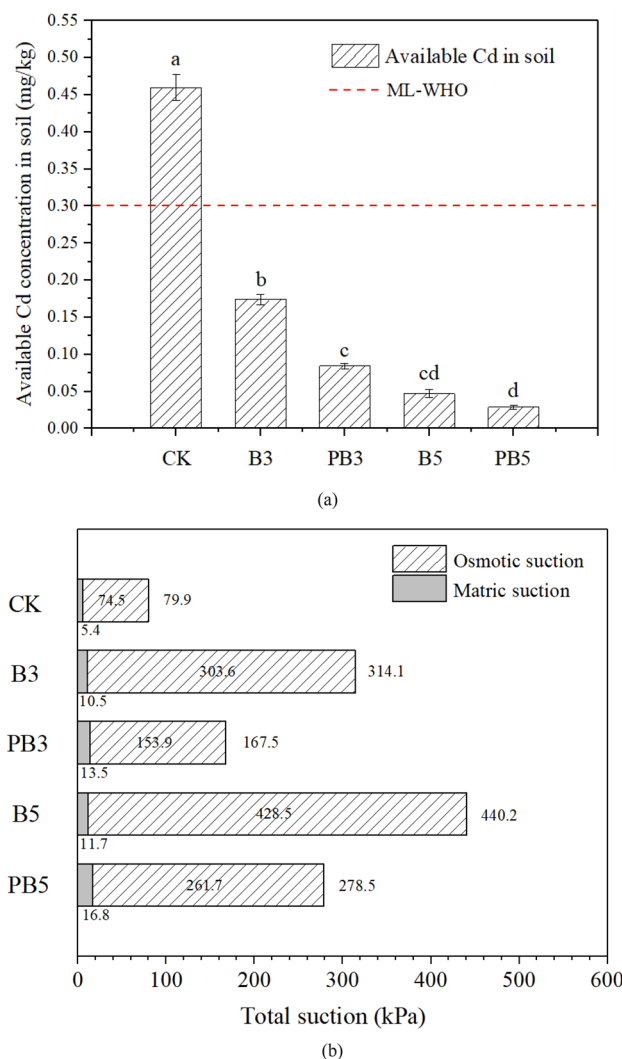 Available Cd concentration in soil (mg/kg)
0.55
0.50
0.45
0.40
0.35
0.30
0.25
0.20
0.15
0.10
0.05
0.00
Available Cd in soil
ML-WHO
a
b
c
cd
d
CK B3 PB3 B5 PB5
(a)
Osmotic suction
Matric suction
CK 74.5 79.9
5.4
B3 303.6 314.1
10.5
PB3 153.9 167.5
13.5
B5 428.5 440.2
11.7
PB5 261.7 278.5
16.8
0 100 200 300 400 500 600
Total suction (kPa)
(b)